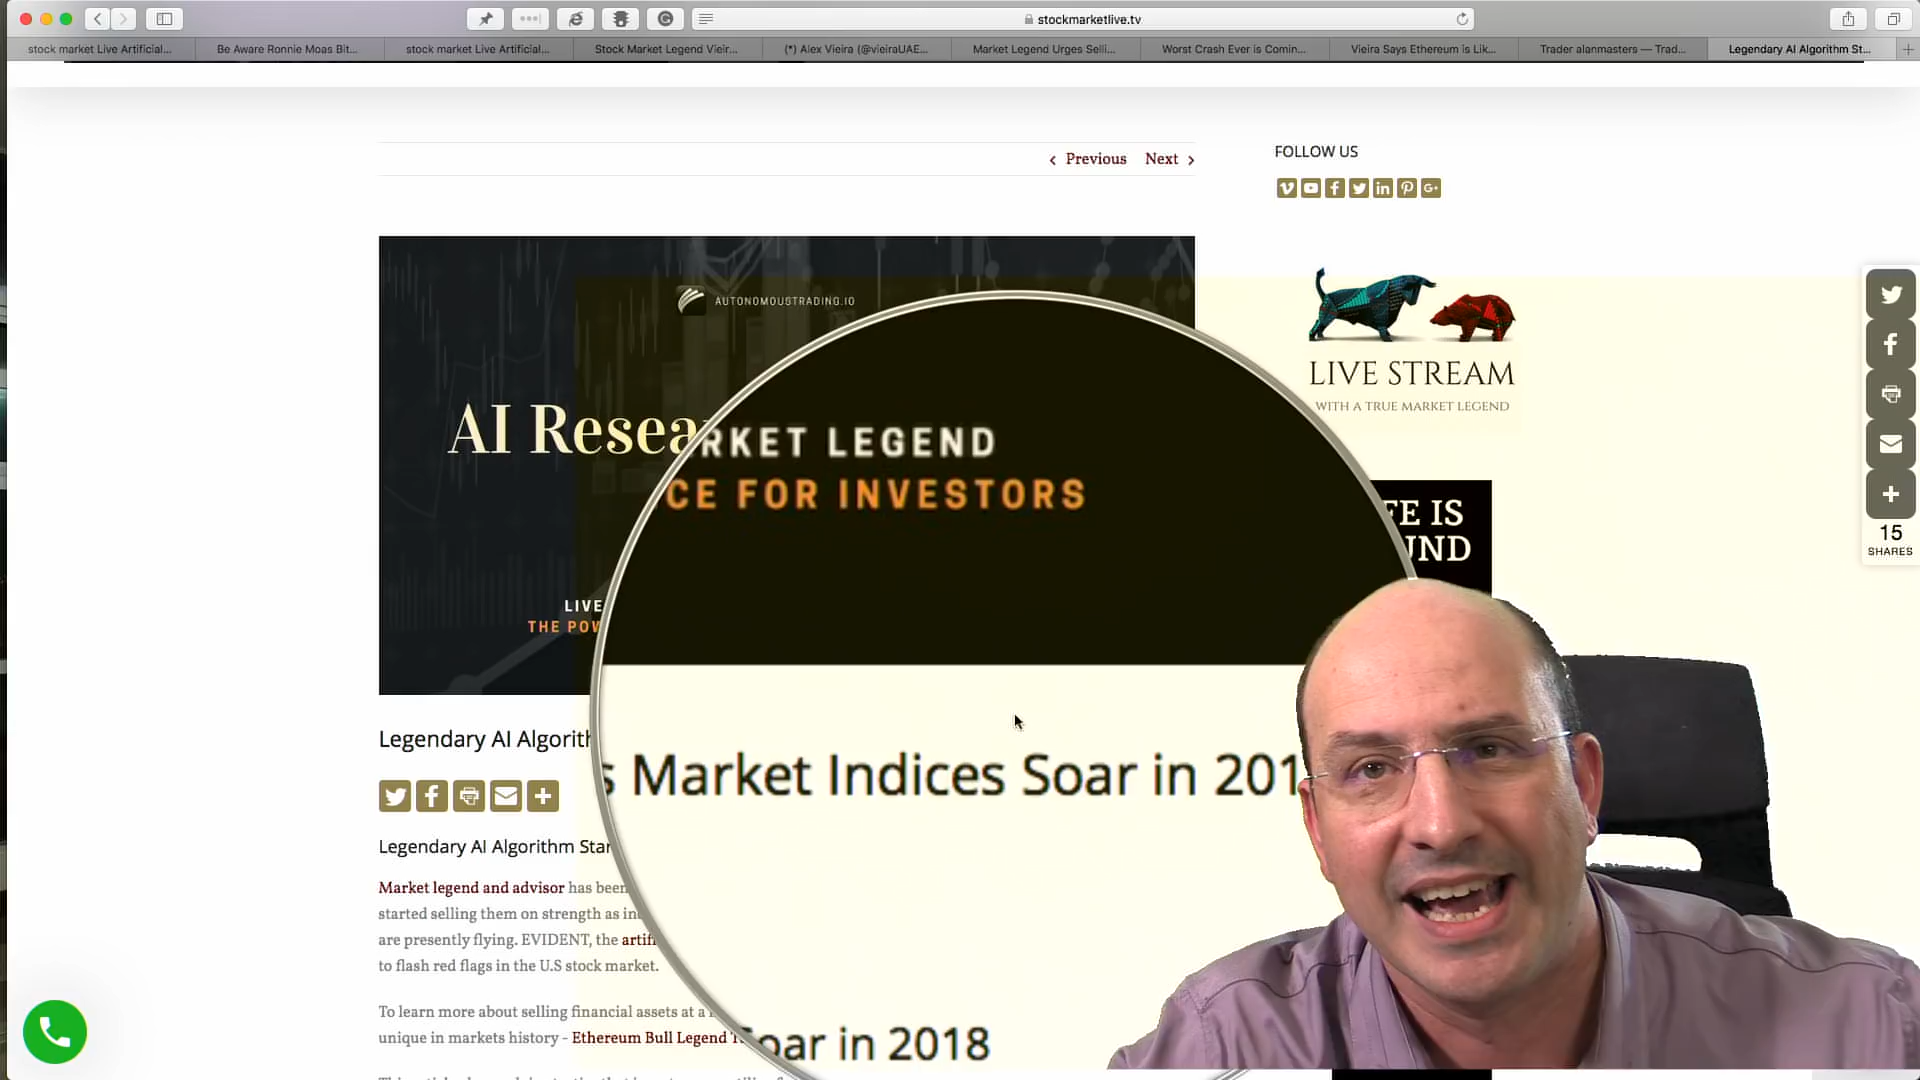 stockmarketlive.tv
stock market Live Artificial...
Be Aware Ronnie Moas Bit...
stock market Live Artificial...
Stock Market Legend Vieir...
(*) Alex Vieira (@vieiraUAE...
Market Legend Urges Selli...
Worst Crash Ever is Comin...
Vieira Says Ethereum is Lik...
Trader alanmasters — Trad...
Legendary AI Algorithm St...
Previous Next
FOLLOW US
AUTONOMOUSTRADING.IO
AI Resea
RKET LEGEND
CE FOR INVESTORS
LIVE
THE POW
LIVE STREAM
WITH A TRUE MARKET LEGEND
FE IS
UND
15
SHARES
Legendary AI Algorith
s Market Indices Soar in 201
Legendary AI Algorithm Star
Market legend and advisor has been
started selling them on strength as in
are presently flying. EVIDENT, the artifi
to flash red flags in the U.S stock market.
To learn more about selling financial assets at a
unique in markets history - Ethereum Bull Legend
Soar in 2018